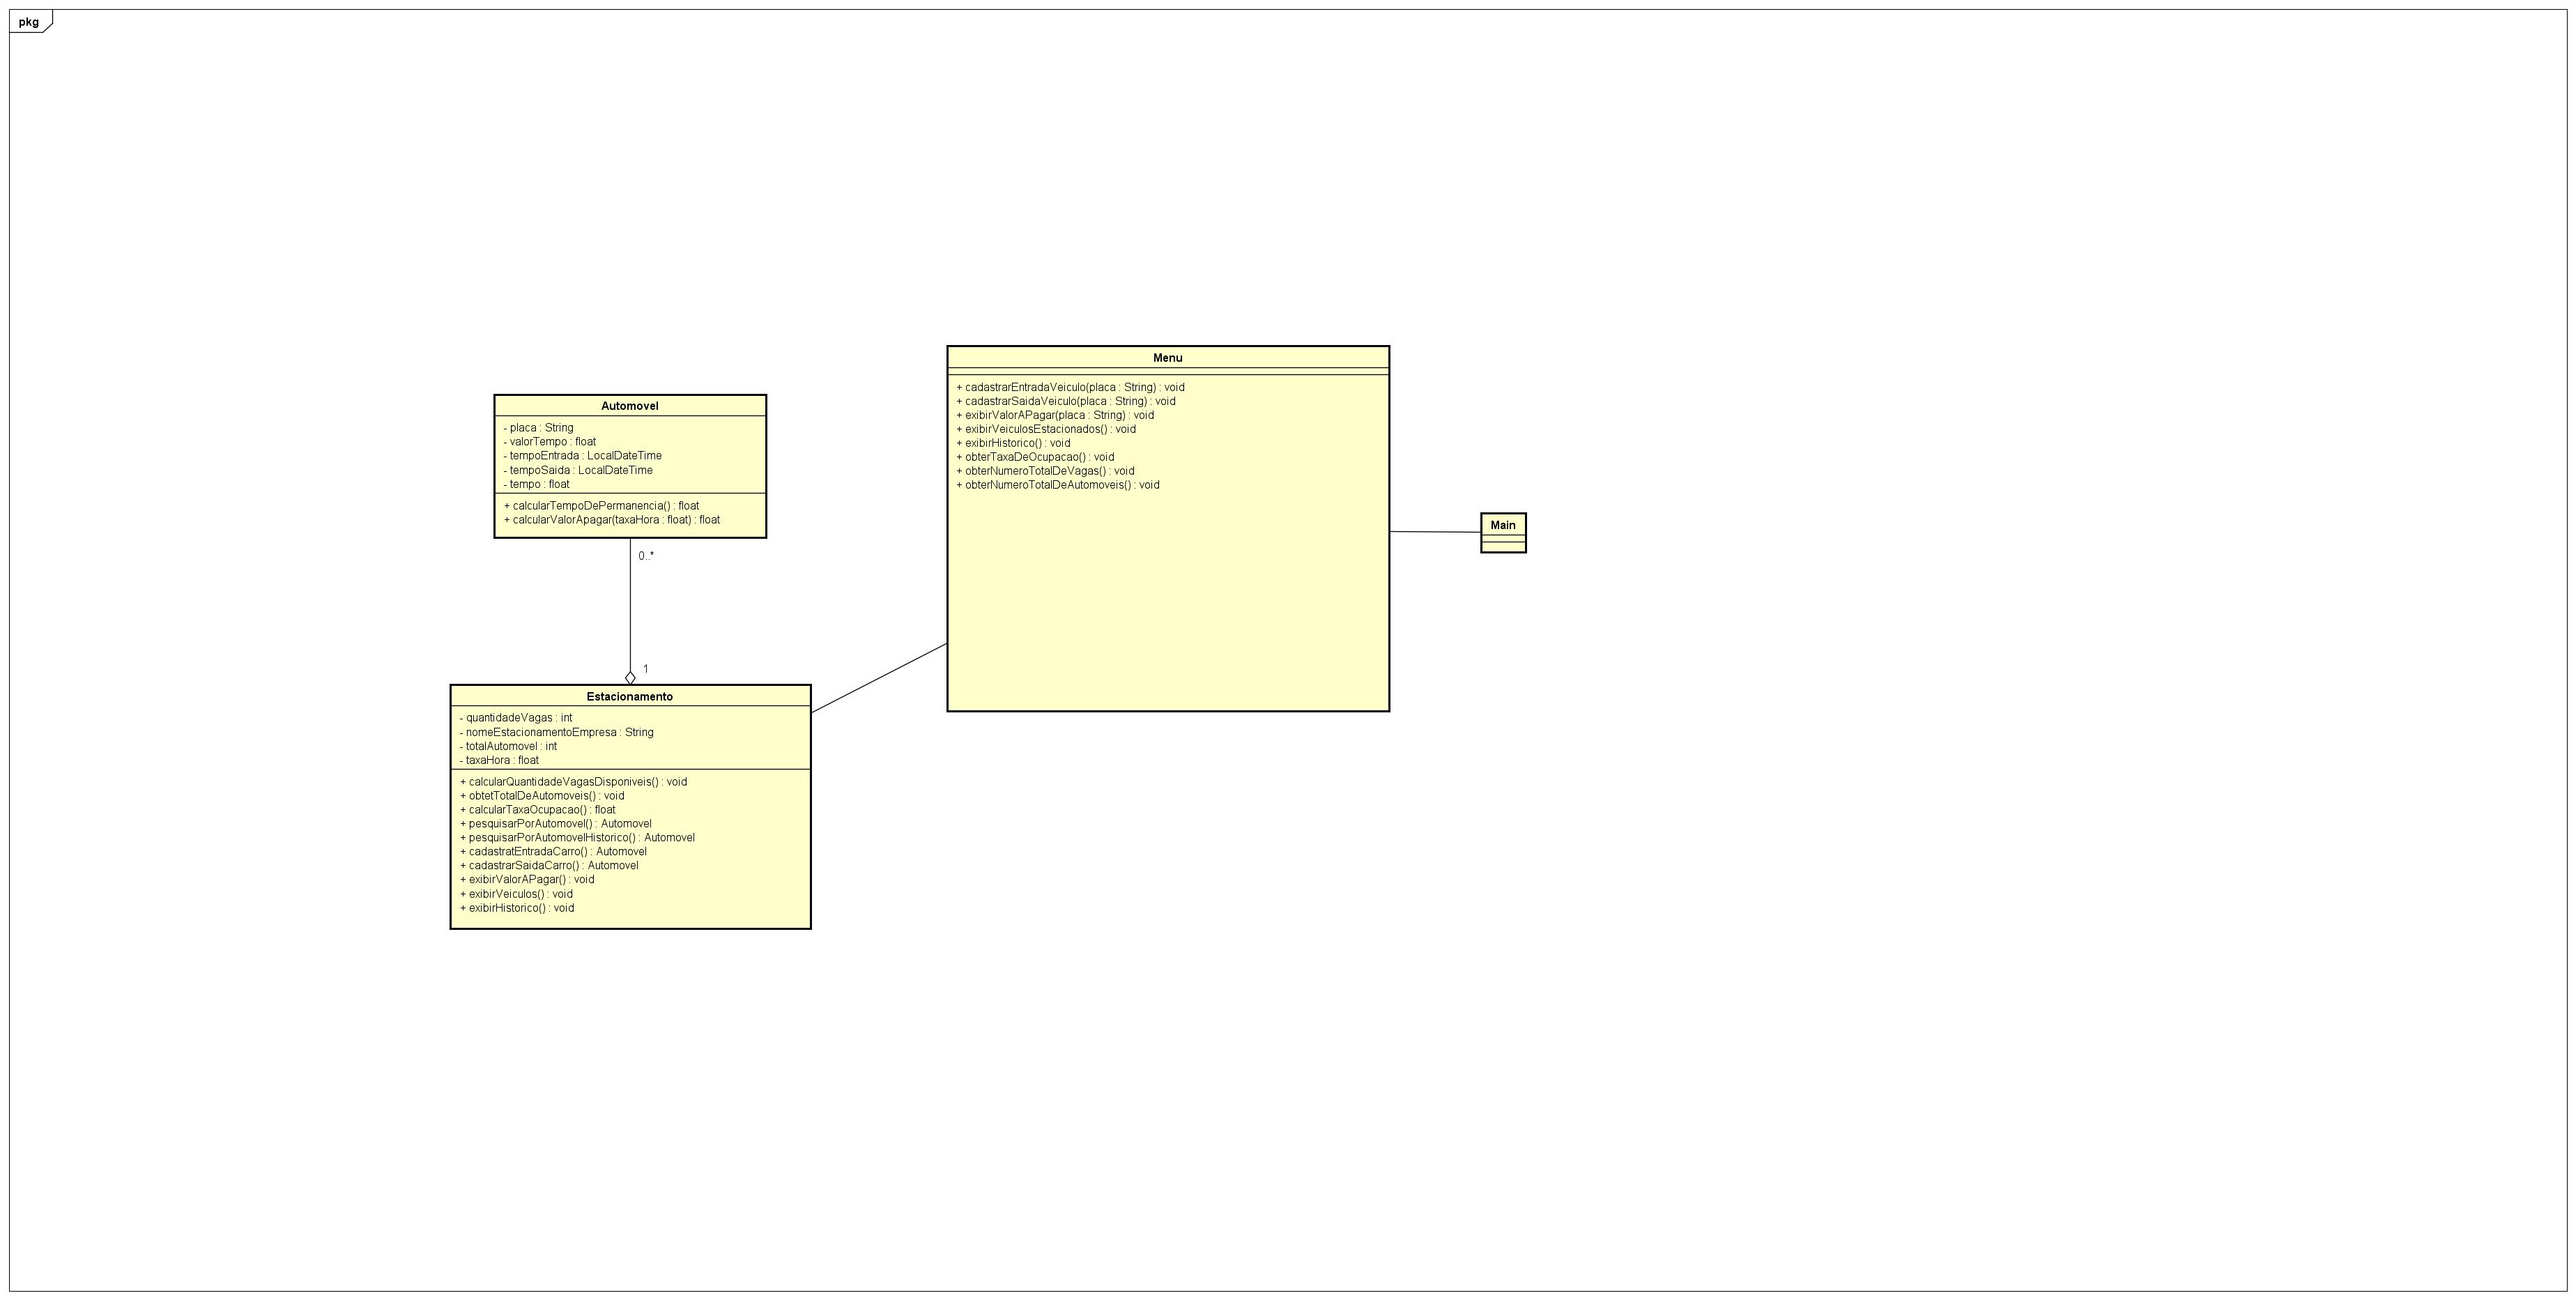 pkg
Automovel
- placa : String
- valorTempo : float
- tempoEntrada : LocalDateTime
- tempoSaida : LocalDateTime
- tempo : float
+ calcularTempoDePermanencia() : float
+ calcularValorApagar(taxaHora : float) : float
0..*
1
Estacionamento
- quantidadeVagas : int
- nomeEstacionamentoEmpresa : String
- totalAutomovel : int
- taxaHora : float
+ calcularQuantidadeVagasDisponiveis() : void
+ obtetTotalDeAutomoveis() : void
+ calcularTaxaOcupacao() : float
+ pesquisarPorAutomovel() : Automovel
+ pesquisarPorAutomovelHistorico() : Automovel
+ cadastratEntradaCarro() : Automovel
+ cadastrarSaidaCarro() : Automovel
+ exibirValorAPagar() : void
+ exibirVeiculos() : void
+ exibirHistorico() : void
Menu
+ cadastrarEntradaVeiculo(placa : String) : void
+ cadastrarSaidaVeiculo(placa : String) : void
+ exibirValorAPagar(placa : String) : void
+ exibirVeiculosEstacionados() : void
+ exibirHistorico() : void
+ obterTaxaDeOcupacao() : void
+ obterNumeroTotalDeVagas() : void
+ obterNumeroTotalDeAutomoveis() : void
Main